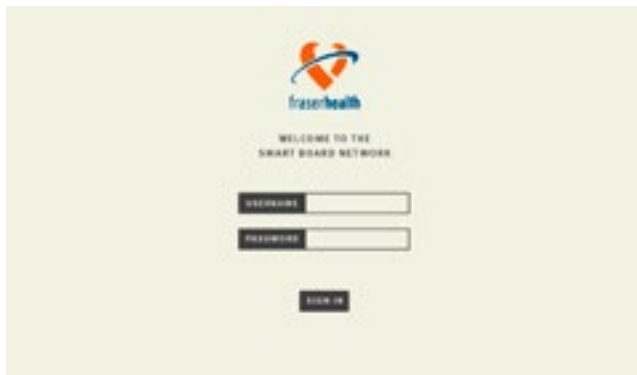 fraserhealth
WELCOME TO THE
SMART BOARD NETWORK
USERNAME
PASSWORD
SIGN IN